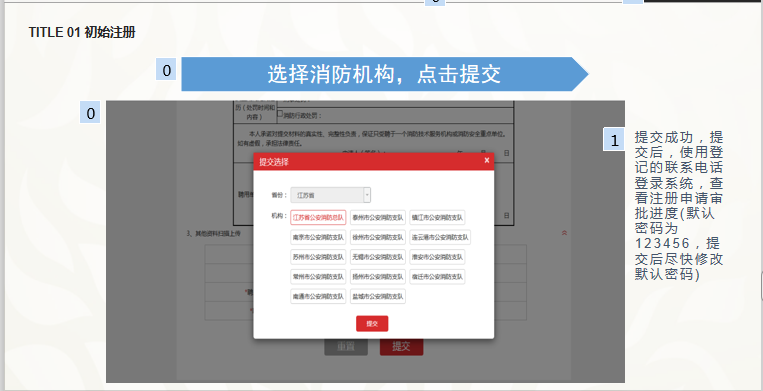 TITLE 01 初始注册
0
选择消防机构，点击提交
0
历（处罚时间和
内容）
消防行政处罚：
本人承诺对提交材料的真实性、完整性负责，保证只受聘于一个消防技术服务机构或消防安全重点单位。
如有虚假，承担法律责任。
年 月 日
提交选择 x
省份： 江苏省
机构： 江苏省公安消防总队 泰州市公安消防支队 镇江市公安消防支队
南京市公安消防支队 徐州市公安消防支队 连云港市公安消防支队
苏州市公安消防支队 无锡市公安消防支队 淮安市公安消防支队
常州市公安消防支队 扬州市公安消防支队 宿迁市公安消防支队
南通市公安消防支队 盐城市公安消防支队
提交
日
3、其他资料扫描上传
重置 提交
1
提交成功，提
交后，使用登
记的联系电话
登录系统，查
看注册申请审
批进度(默认
密码为
123456，提
交后尽快修改
默认密码)